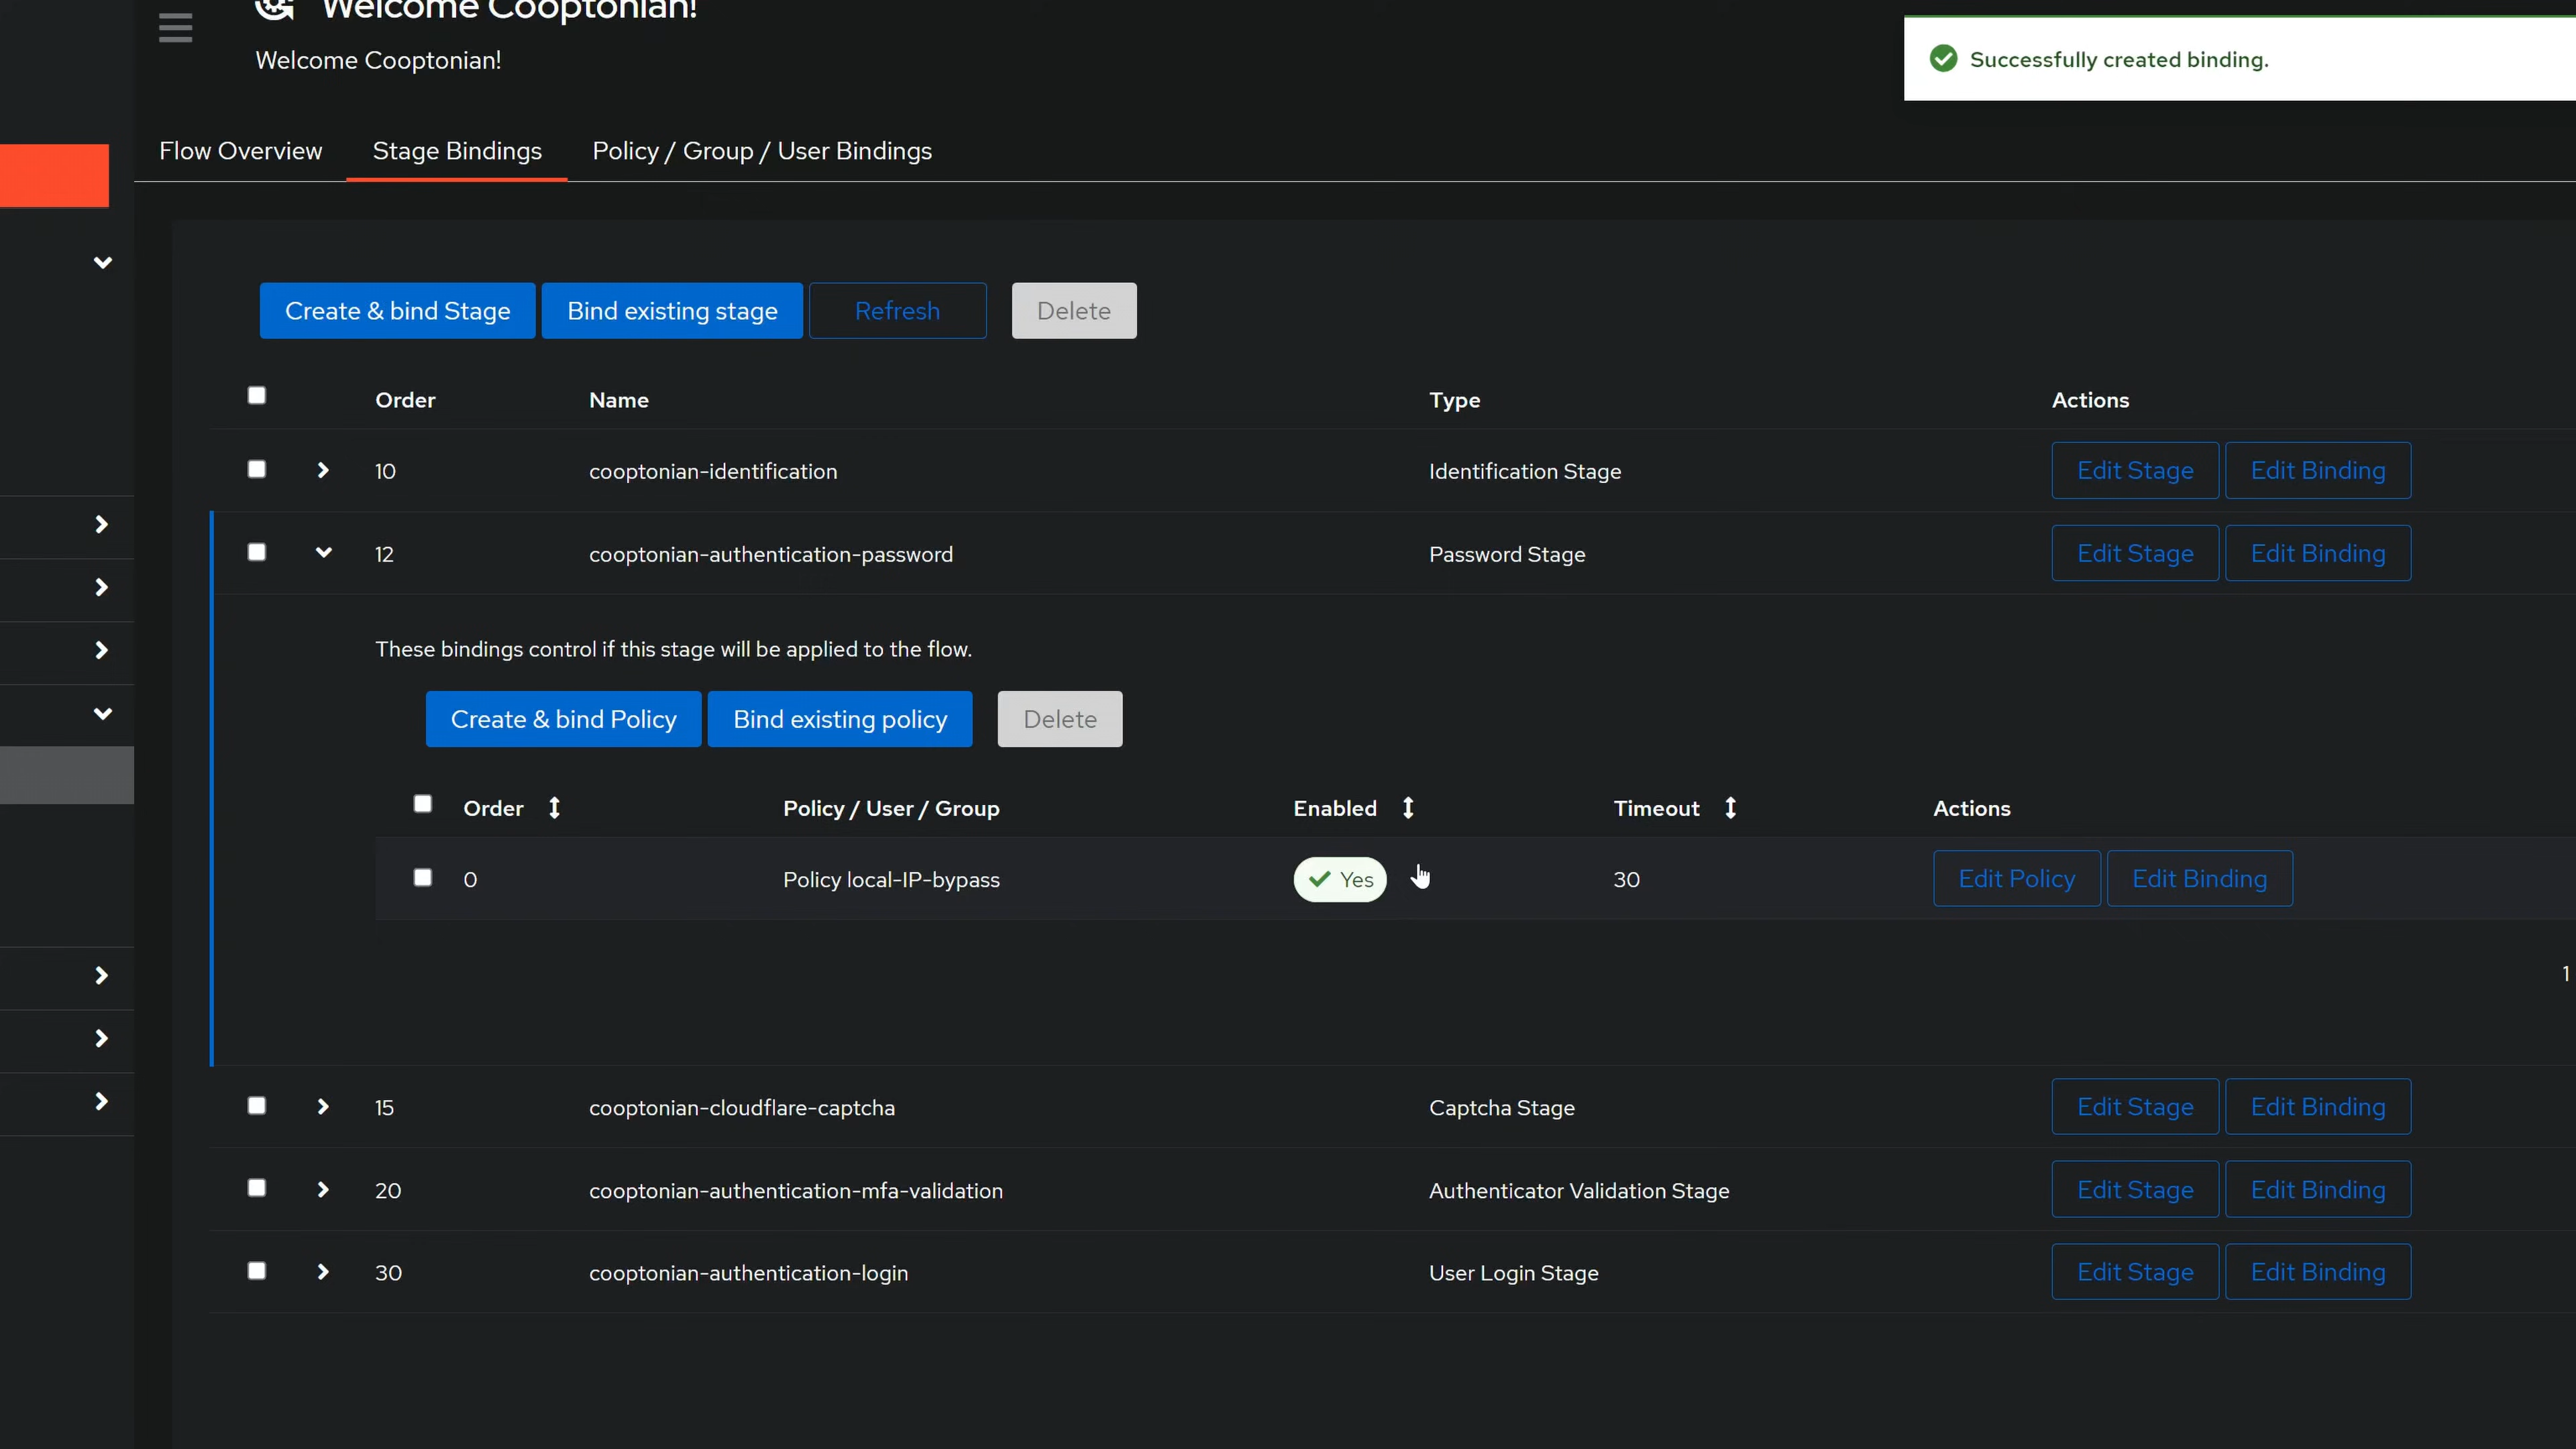 Welcome Cooptonian!
Welcome Cooptonian!
Successfully created binding.
Flow Overview Stage Bindings Policy / Group / User Bindings
Create & bind Stage Bind existing stage Refresh Delete
Order Name Type Actions
10 cooptonian-identification Identification Stage Edit Stage Edit Binding
12 cooptonian-authentication-password Password Stage Edit Stage Edit Binding
These bindings control if this stage will be applied to the flow.
Create & bind Policy Bind existing policy Delete
Order Policy / User / Group Enabled Timeout Actions
0 Policy local-IP-bypass Yes 30 Edit Policy Edit Binding
1
15 cooptonian-cloudflare-captcha Captcha Stage Edit Stage Edit Binding
20 cooptonian-authentication-mfa-validation Authenticator Validation Stage Edit Stage Edit Binding
30 cooptonian-authentication-login User Login Stage Edit Stage Edit Binding